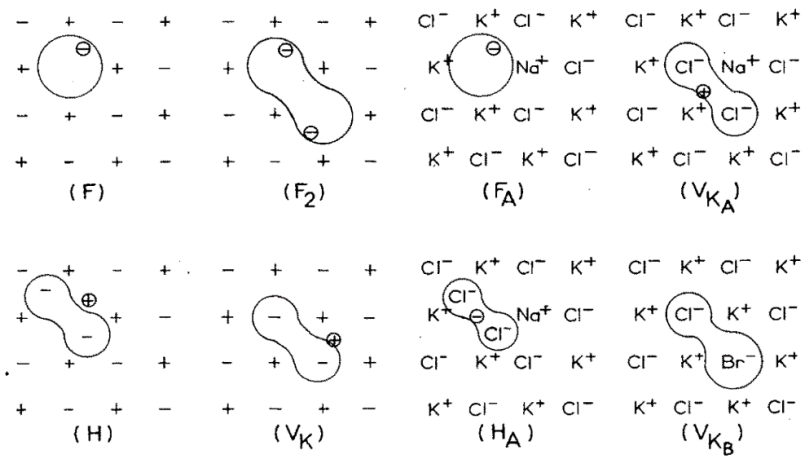 − + − + − + − + Cl⁻ K⁺ Cl⁻ K⁺ Cl⁻ K⁺ Cl⁻ K⁺
⊖ ⊖ ⊖
+ + − + + − K⁺ Na⁺ Cl⁻ K⁺ Cl⁻ Na⁺ Cl⁻
⊕
− + − + − + + Cl⁻ K⁺ Cl⁻ K⁺ Cl⁻ K⁺ Cl⁻ K⁺
⊖
+ − + − + − + − K⁺ Cl⁻ K⁺ Cl⁻ K⁺ Cl⁻ K⁺ Cl⁻
(F) (F₂) (F_A) (V_K_A)
− + − + − + − + Cl⁻ K⁺ Cl⁻ K⁺ Cl⁻ K⁺ Cl⁻ K⁺
− ⊕ Cl⁻
+ + − + − + − K⁺ ⊖ Na⁺ Cl⁻ K⁺ Cl⁻ K⁺ Cl⁻
− ⊕ Cl⁻
− + − + − + − + Cl⁻ K⁺ Cl⁻ K⁺ Cl⁻ K⁺ Br⁻ K⁺
+ − + − + − + − K⁺ Cl⁻ K⁺ Cl⁻ K⁺ Cl⁻ K⁺ Cl⁻
(H) (V_K) (H_A) (V_K_B)